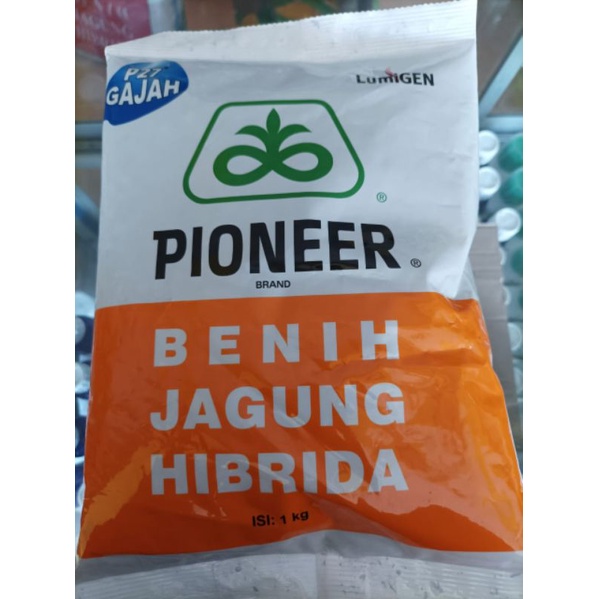 P27
GAJAH
LumiGEN
®
PIONEER ®
BRAND
BENIH
JAGUNG
HIBRIDA
ISI: 1 kg